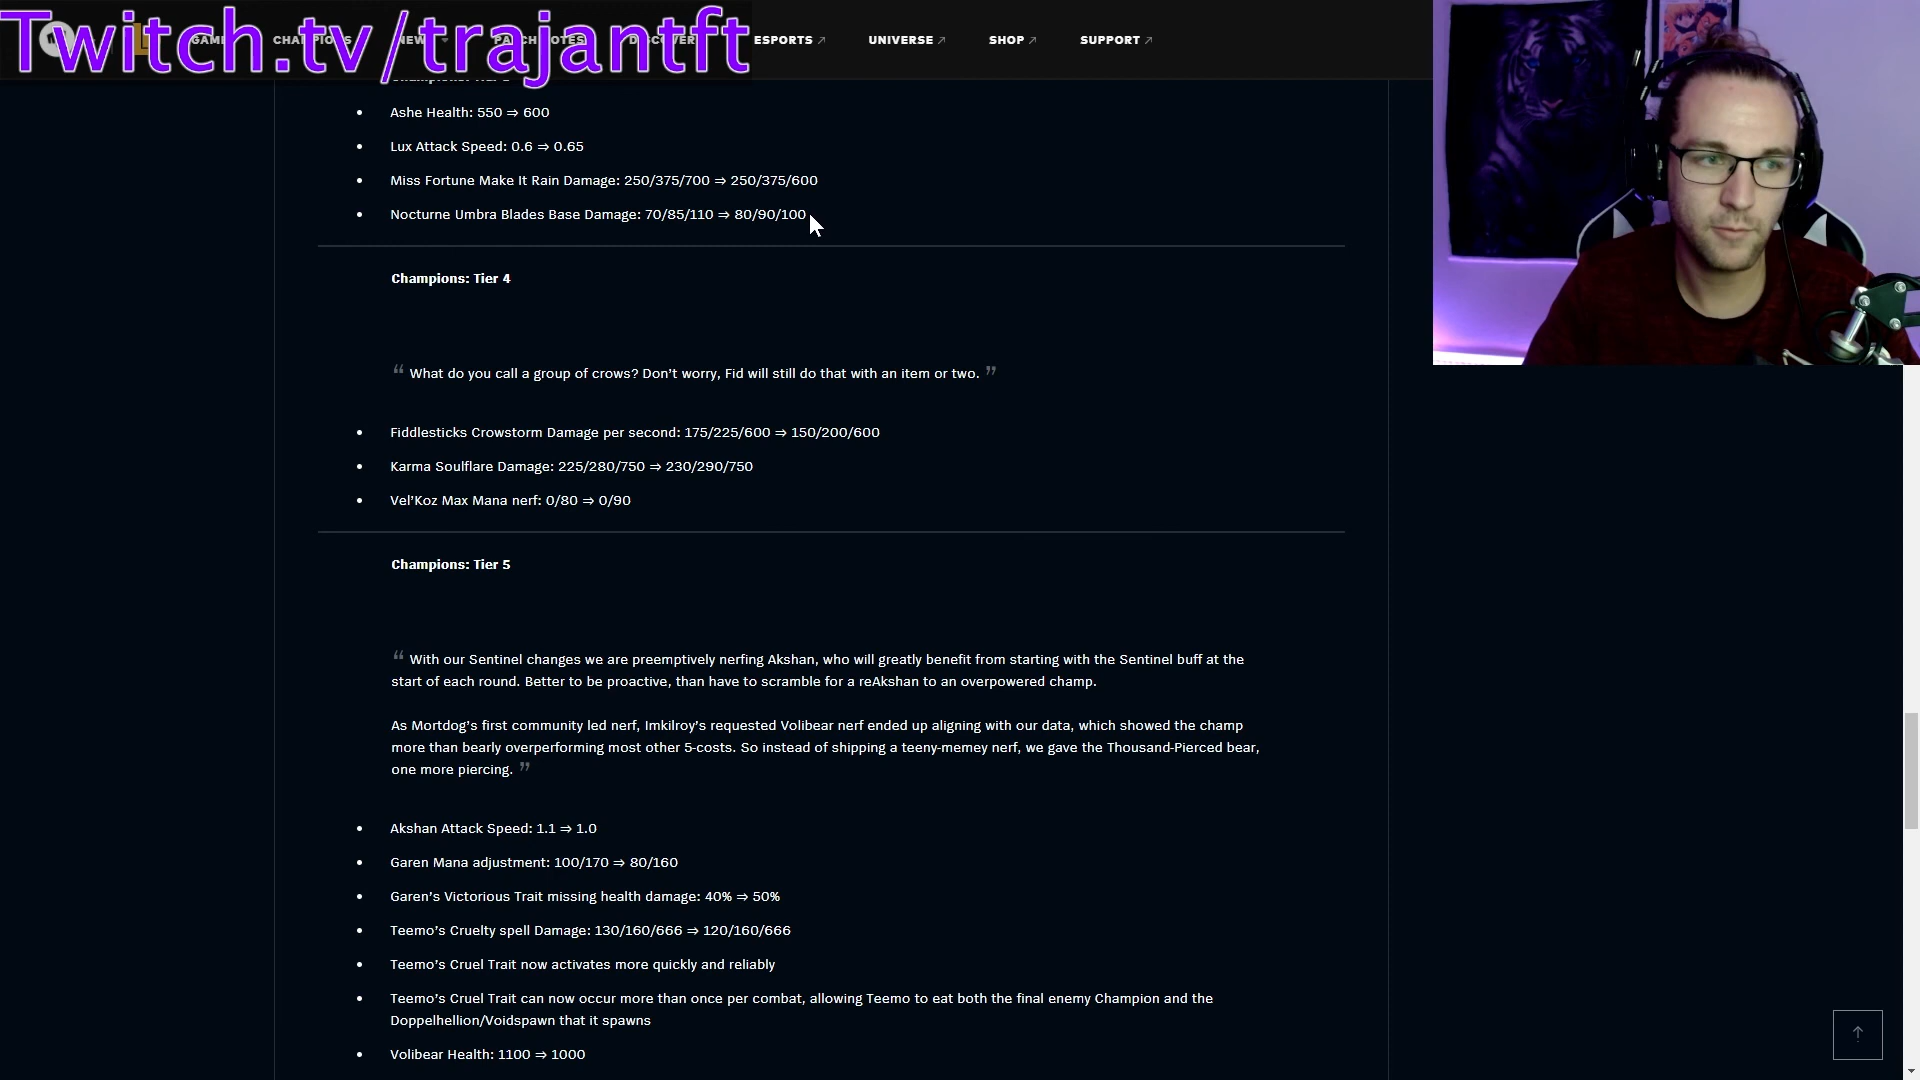 Twitch.tv/trajantft
ESPORTS UNIVERSE SHOP SUPPORT
Ashe Health: 550 ⇒ 600
Lux Attack Speed: 0.6 ⇒ 0.65
Miss Fortune Make It Rain Damage: 250/375/700 ⇒ 250/375/600
Nocturne Umbra Blades Base Damage: 70/85/110 ⇒ 80/90/100
Champions: Tier 4
“ What do you call a group of crows? Don’t worry, Fid will still do that with an item or two. ”
Fiddlesticks Crowstorm Damage per second: 175/225/600 ⇒ 150/200/600
Karma Soulflare Damage: 225/280/750 ⇒ 230/290/750
Vel’Koz Max Mana nerf: 0/80 ⇒ 0/90
Champions: Tier 5
“ With our Sentinel changes we are preemptively nerfing Akshan, who will greatly benefit from starting with the Sentinel buff at the
start of each round. Better to be proactive, than have to scramble for a reAkshan to an overpowered champ.
As Mortdog’s first community led nerf, Imkilroy’s requested Volibear nerf ended up aligning with our data, which showed the champ
more than bearly overperforming most other 5-costs. So instead of shipping a teeny-memey nerf, we gave the Thousand-Pierced bear,
one more piercing. ”
Akshan Attack Speed: 1.1 ⇒ 1.0
Garen Mana adjustment: 100/170 ⇒ 80/160
Garen’s Victorious Trait missing health damage: 40% ⇒ 50%
Teemo’s Cruelty spell Damage: 130/160/666 ⇒ 120/160/666
Teemo’s Cruel Trait now activates more quickly and reliably
Teemo’s Cruel Trait can now occur more than once per combat, allowing Teemo to eat both the final enemy Champion and the
Doppelhellion/Voidspawn that it spawns
Volibear Health: 1100 ⇒ 1000